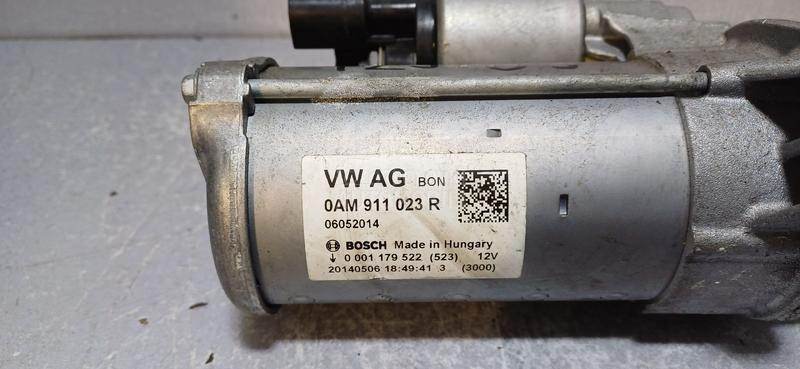 VW AG BON
0AM 911 023 R
06052014
BOSCH Made in Hungary
↓ 0 001 179 522 (523) 12V
20140506 18:49:41 3 (3000)